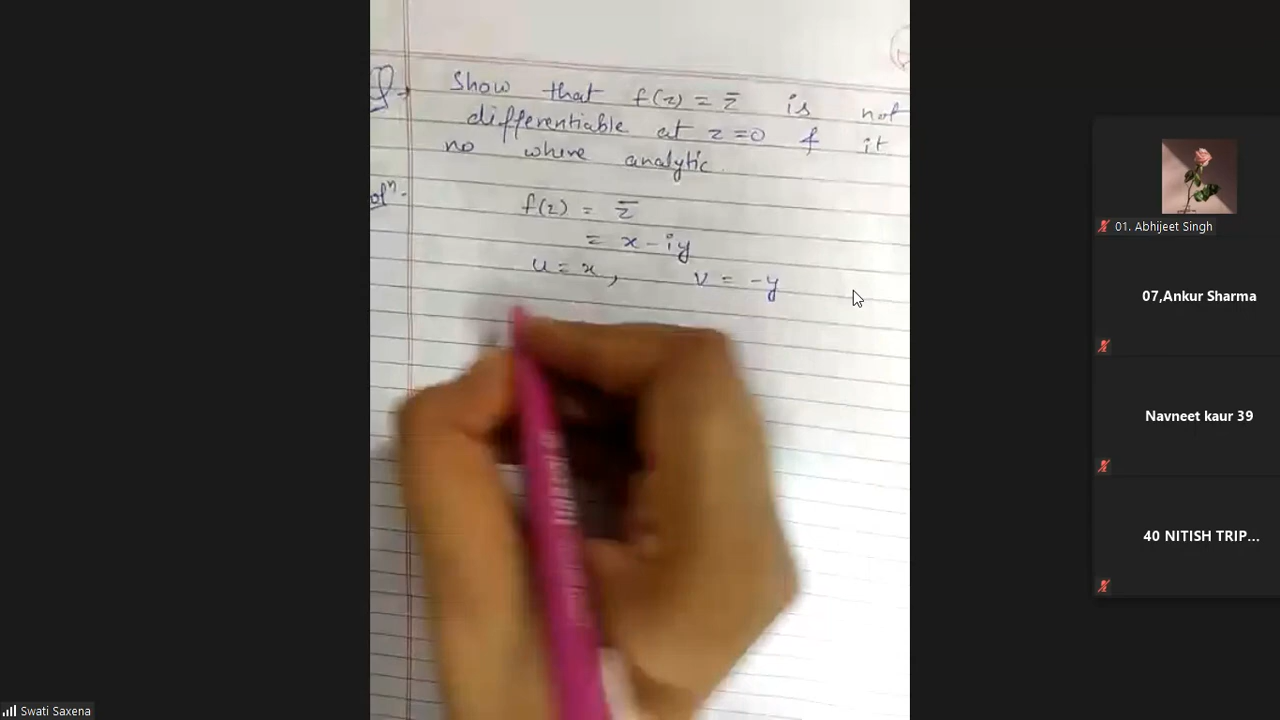 Show that f(z) = z̅ is not
differentiable at z=0 & it
no where analytic.
Solⁿ-
f(z) = z̅
= x-iy
u = x, v = -y
01. Abhijeet Singh
07,Ankur Sharma
Navneet kaur 39
40 NITISH TRIP...
Swati Saxena